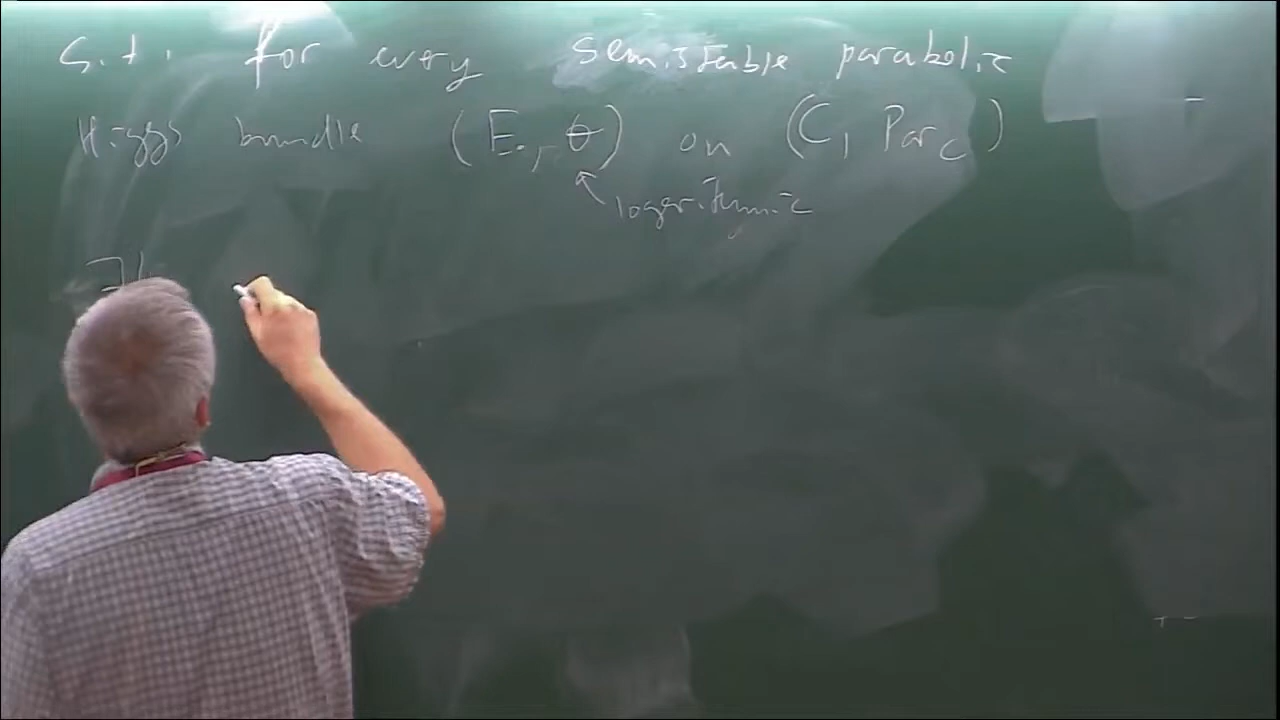 s.t. for every semistable parabolic
Higgs bundle (E., θ) on (C, Par_C)
↖ logarithmic